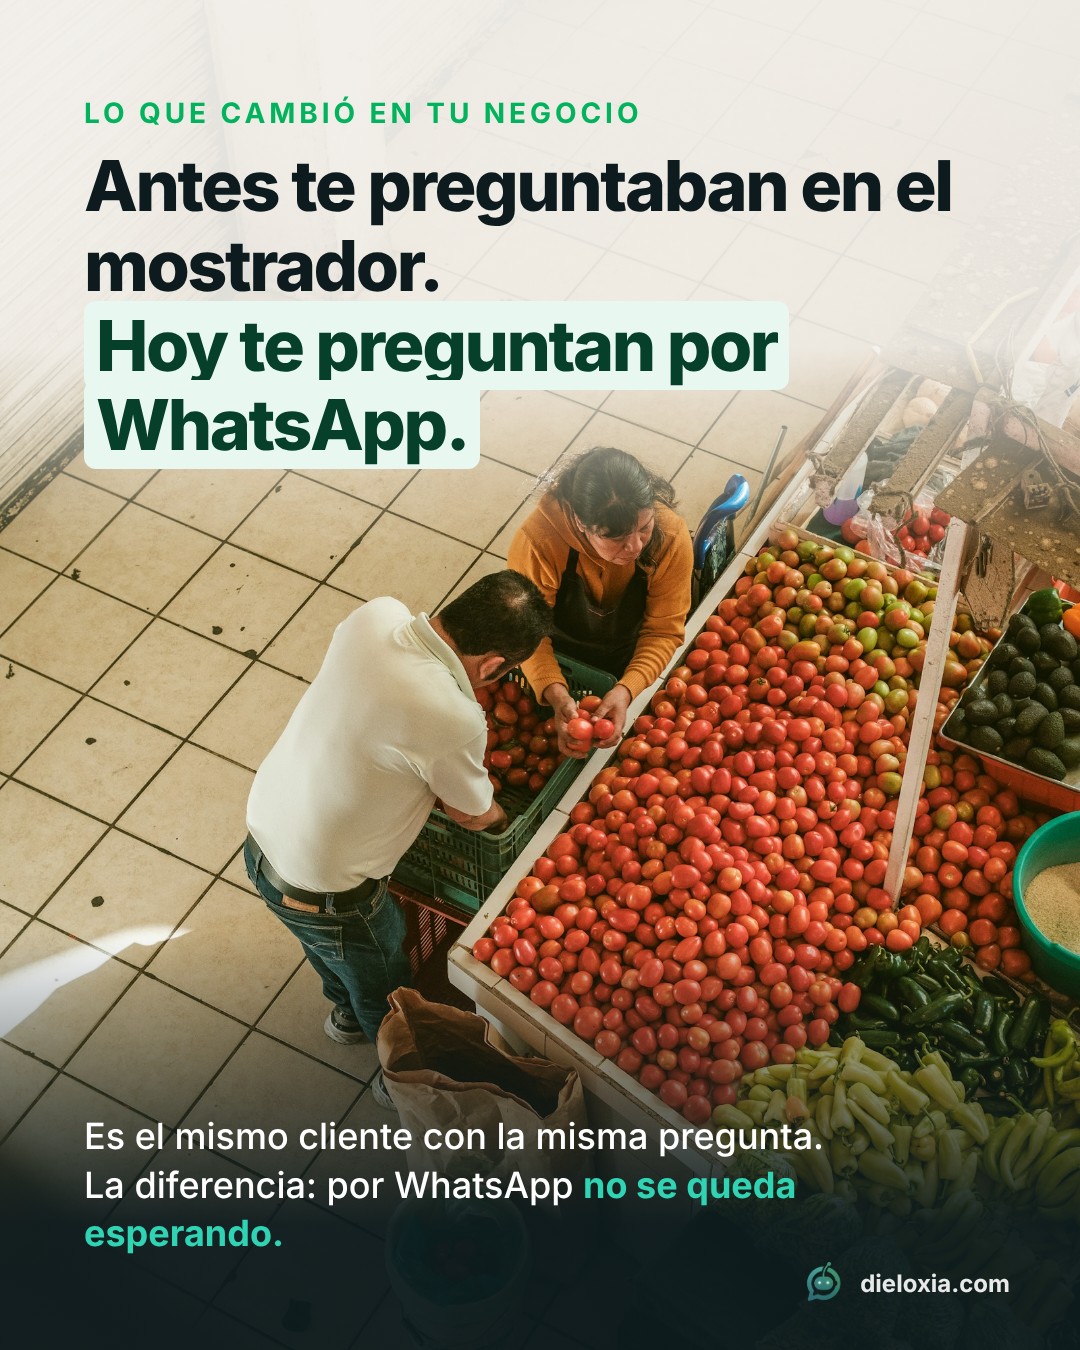 LO QUE CAMBIÓ EN TU NEGOCIO
Antes te preguntaban en el
mostrador.
Hoy te preguntan por
WhatsApp.
Es el mismo cliente con la misma pregunta.
La diferencia: por WhatsApp no se queda
esperando.
dieloxia.com